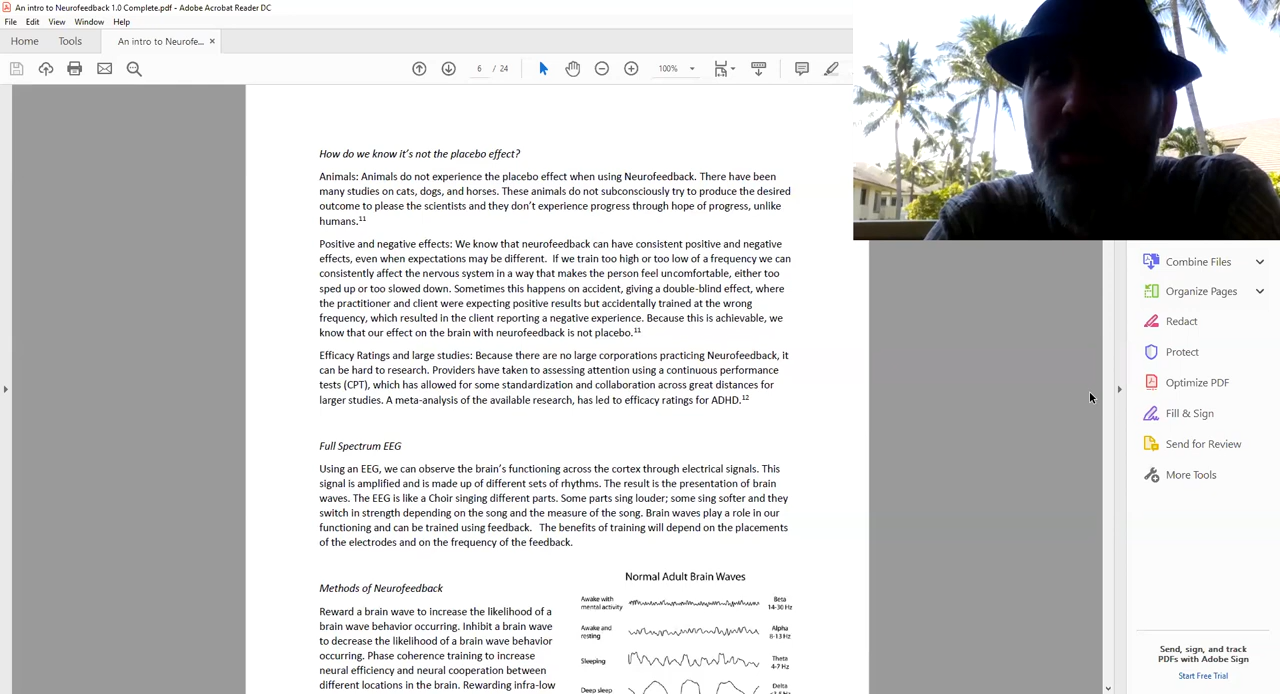 An intro to Neurofeedback 1.0 Complete.pdf - Adobe Acrobat Reader DC
File Edit View Window Help
Home Tools An intro to Neurofe... ×
6 / 24 100%
How do we know it's not the placebo effect?
Animals: Animals do not experience the placebo effect when using Neurofeedback. There have been
many studies on cats, dogs, and horses. These animals do not subconsciously try to produce the desired
outcome to please the scientists and they don't experience progress through hope of progress, unlike
humans.11
Positive and negative effects: We know that neurofeedback can have consistent positive and negative
effects, even when expectations may be different. If we train too high or too low of a frequency we can
consistently affect the nervous system in a way that makes the person feel uncomfortable, either too
sped up or too slowed down. Sometimes this happens on accident, giving a double-blind effect, where
the practitioner and client were expecting positive results but accidentally trained at the wrong
frequency, which resulted in the client reporting a negative experience. Because this is achievable, we
know that our effect on the brain with neurofeedback is not placebo.11
Efficacy Ratings and large studies: Because there are no large corporations practicing Neurofeedback, it
can be hard to research. Providers have taken to assessing attention using a continuous performance
tests (CPT), which has allowed for some standardization and collaboration across great distances for
larger studies. A meta-analysis of the available research, has led to efficacy ratings for ADHD.12
Full Spectrum EEG
Using an EEG, we can observe the brain's functioning across the cortex through electrical signals. This
signal is amplified and is made up of different sets of rhythms. The result is the presentation of brain
waves. The EEG is like a Choir singing different parts. Some parts sing louder; some sing softer and they
switch in strength depending on the song and the measure of the song. Brain waves play a role in our
functioning and can be trained using feedback. The benefits of training will depend on the placements
of the electrodes and on the frequency of the feedback.
Methods of Neurofeedback
Reward a brain wave to increase the likelihood of a
brain wave behavior occurring. Inhibit a brain wave
to decrease the likelihood of a brain wave behavior
occurring. Phase coherence training to increase
neural efficiency and neural cooperation between
different locations in the brain. Rewarding infra-low
Normal Adult Brain Waves
Awake with
mental activity
Beta
14-30 Hz
Awake and
resting
Alpha
8-13 Hz
Sleeping
Theta
4-7 Hz
Deep sleep
Delta
Combine Files
Organize Pages
Redact
Protect
Optimize PDF
Fill & Sign
Send for Review
More Tools
Send, sign, and track
PDFs with Adobe Sign
Start Free Trial